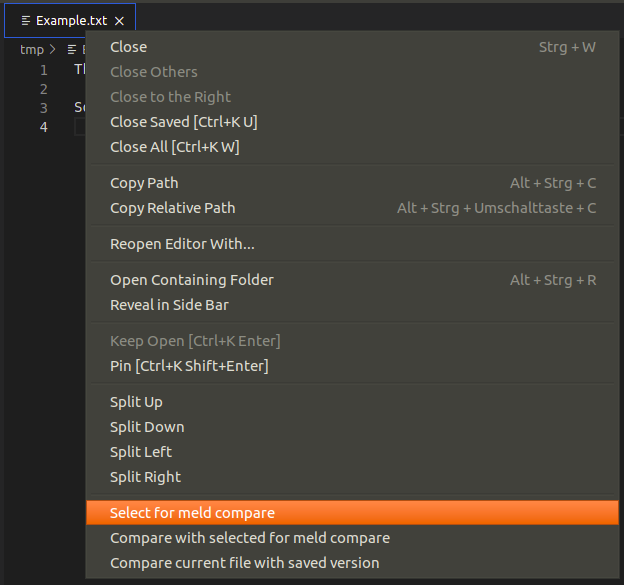 Example.txt
tmp
1 Th
2
3 Se
4
Close Strg + W
Close Others
Close to the Right
Close Saved [Ctrl+K U]
Close All [Ctrl+K W]
Copy Path Alt + Strg + C
Copy Relative Path Alt + Strg + Umschalttaste + C
Reopen Editor With...
Open Containing Folder Alt + Strg + R
Reveal in Side Bar
Keep Open [Ctrl+K Enter]
Pin [Ctrl+K Shift+Enter]
Split Up
Split Down
Split Left
Split Right
Select for meld compare
Compare with selected for meld compare
Compare current file with saved version